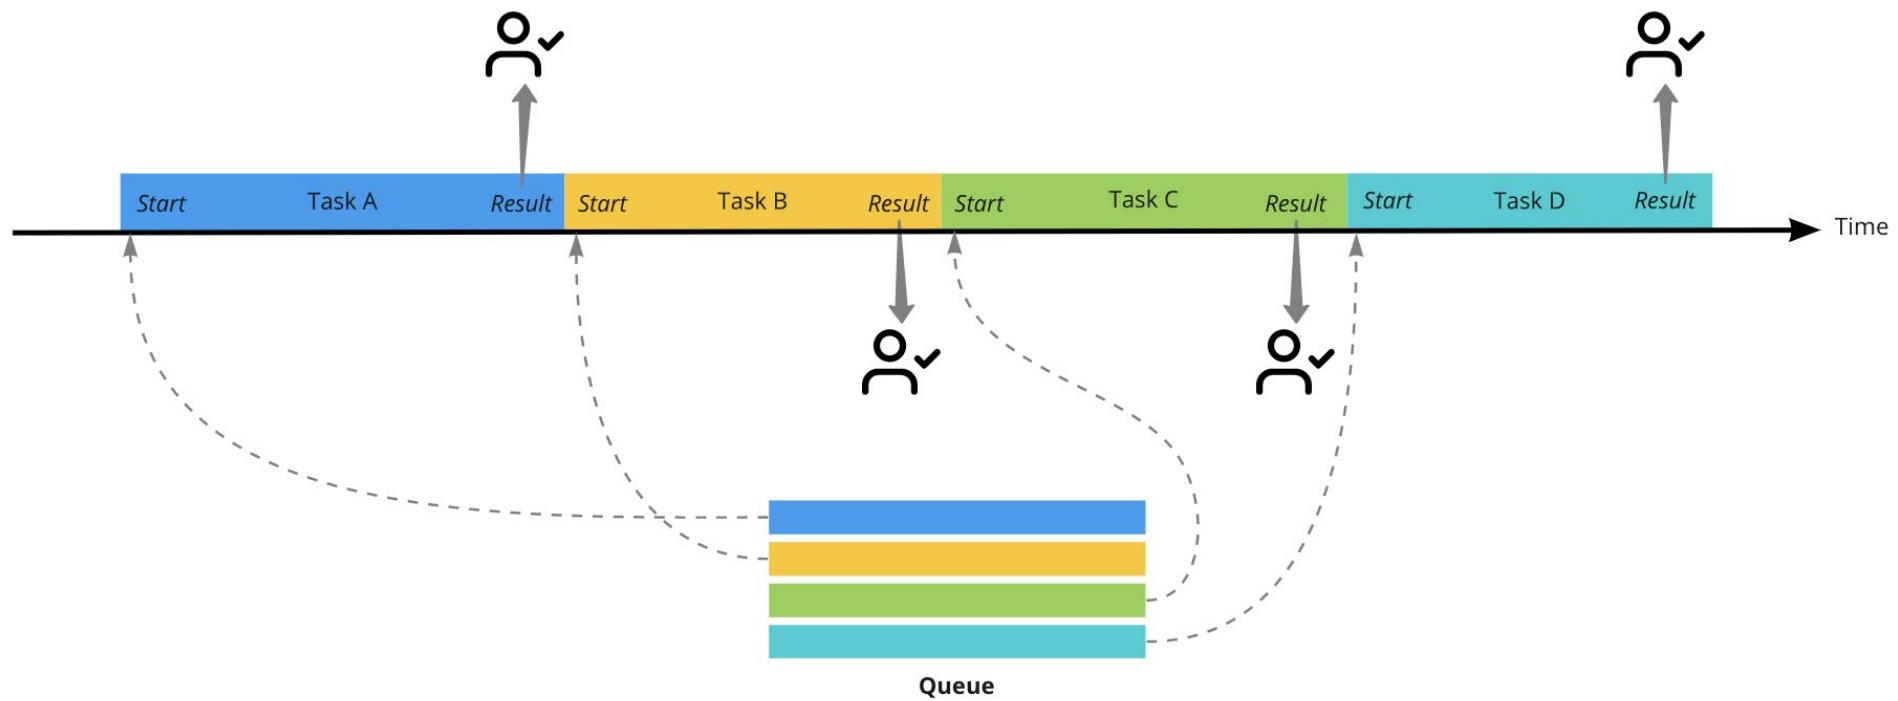 Start Task A Result Start Task B Result Start Task C Result Start Task D Result
Time
Queue